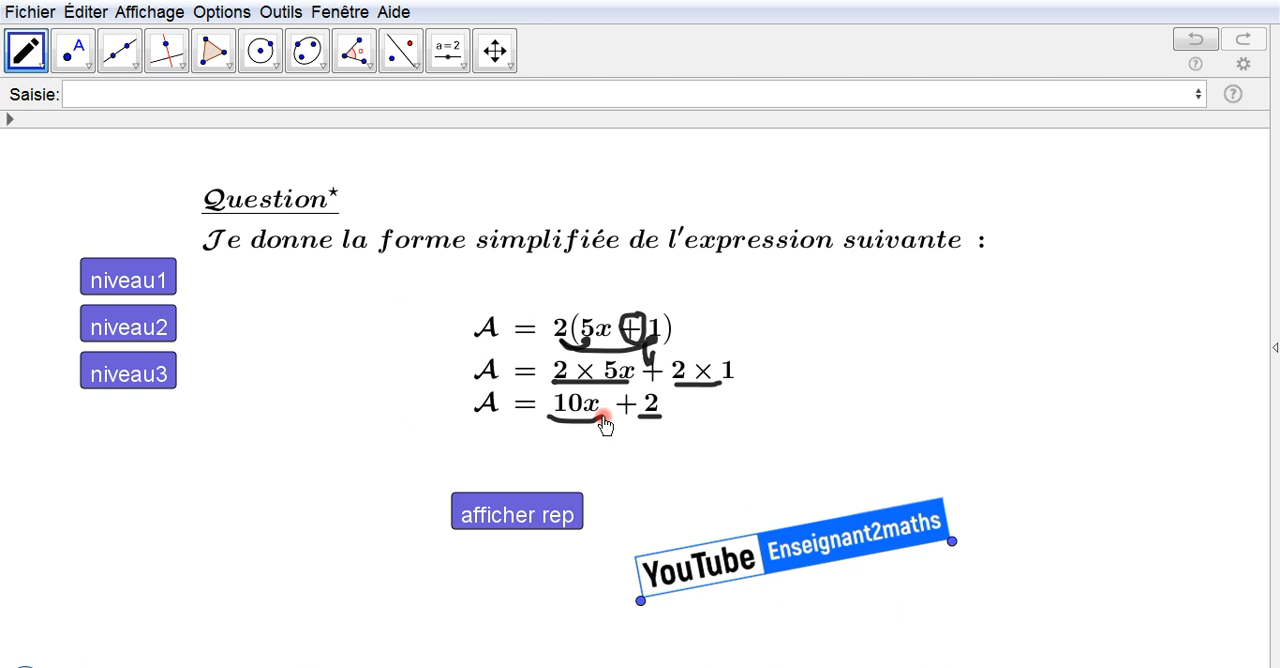 Fichier Éditer Affichage Options Outils Fenêtre Aide
A
a=2
Saisie:
Question*
Je donne la forme simplifiée de l'expression suivante :
niveau1
niveau2
niveau3
A = 2(5x + 1)
A = 2 × 5x + 2 × 1
A = 10x + 2
afficher rep
YouTube Enseignant2maths